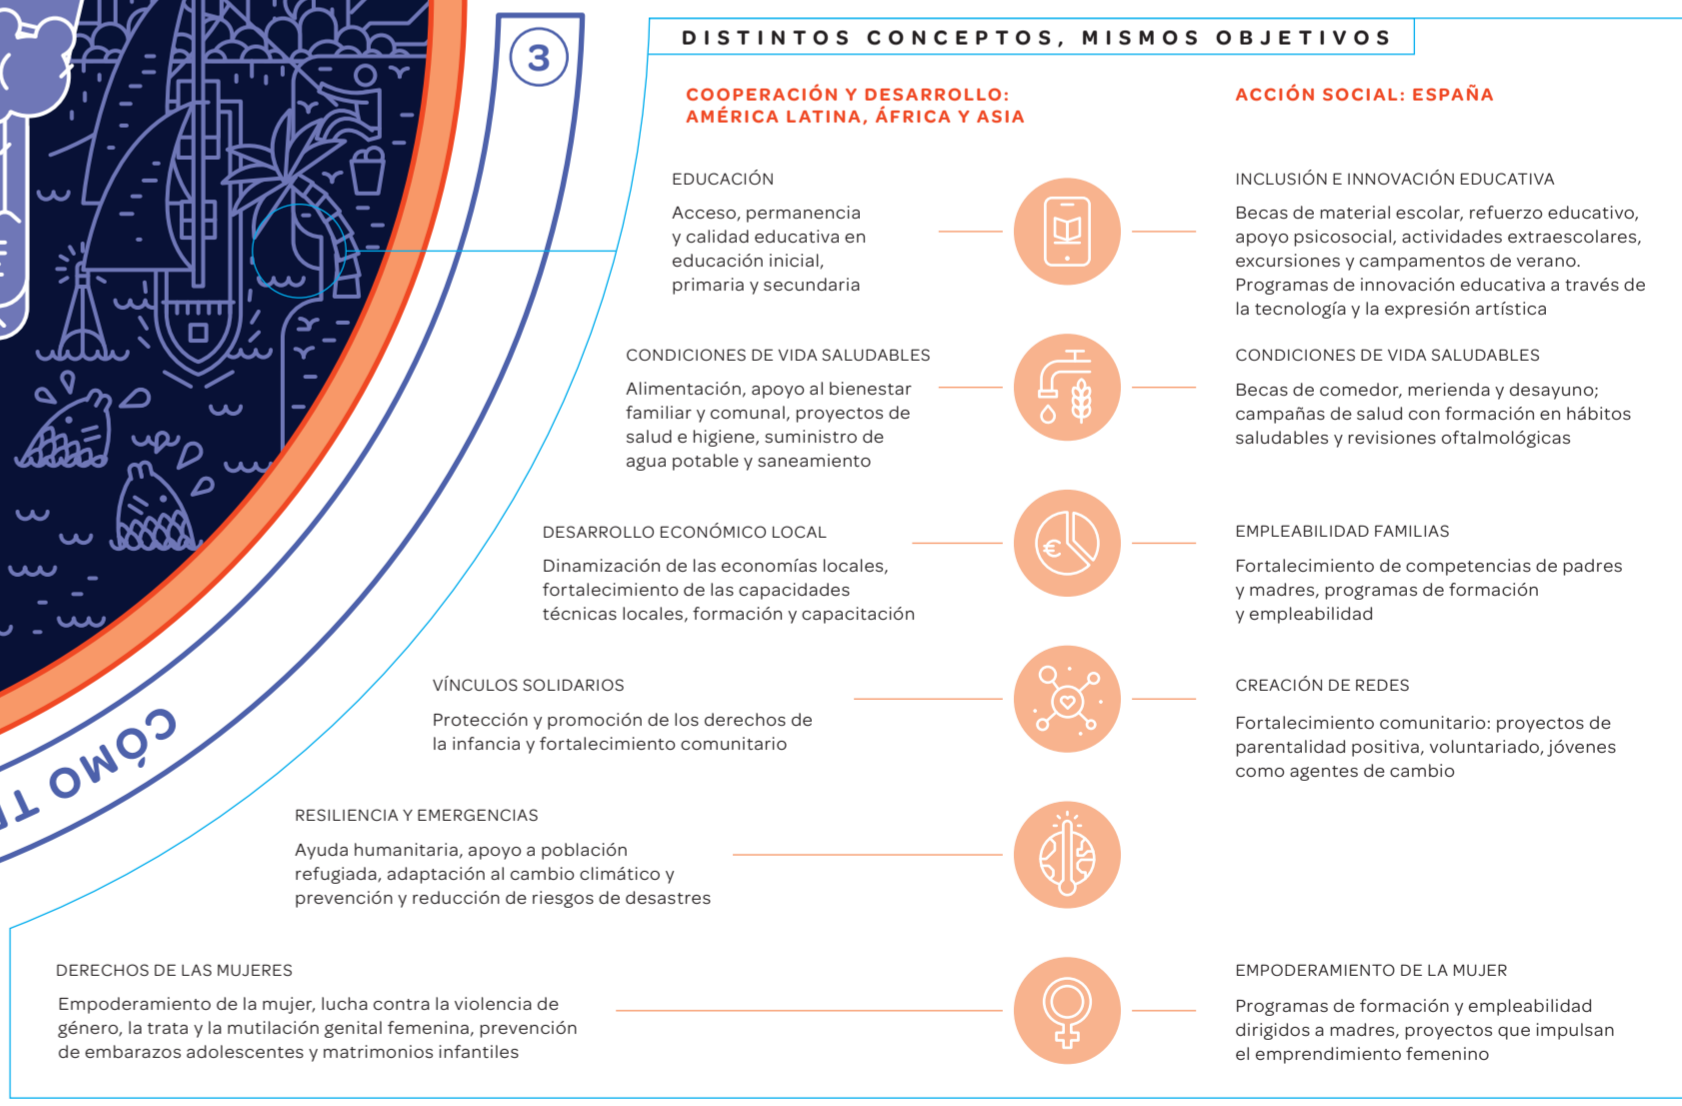 3
DISTINTOS CONCEPTOS, MISMOS OBJETIVOS
COOPERACIÓN Y DESARROLLO:
AMÉRICA LATINA, ÁFRICA Y ASIA
ACCIÓN SOCIAL: ESPAÑA
EDUCACIÓN
Acceso, permanencia
y calidad educativa en
educación inicial,
primaria y secundaria
INCLUSIÓN E INNOVACIÓN EDUCATIVA
Becas de material escolar, refuerzo educativo,
apoyo psicosocial, actividades extraescolares,
excursiones y campamentos de verano.
Programas de innovación educativa a través de
la tecnología y la expresión artística
CONDICIONES DE VIDA SALUDABLES
Alimentación, apoyo al bienestar
familiar y comunal, proyectos de
salud e higiene, suministro de
agua potable y saneamiento
CONDICIONES DE VIDA SALUDABLES
Becas de comedor, merienda y desayuno;
campañas de salud con formación en hábitos
saludables y revisiones oftalmológicas
DESARROLLO ECONÓMICO LOCAL
Dinamización de las economías locales,
fortalecimiento de las capacidades
técnicas locales, formación y capacitación
€
EMPLEABILIDAD FAMILIAS
Fortalecimiento de competencias de padres
y madres, programas de formación
y empleabilidad
VÍNCULOS SOLIDARIOS
Protección y promoción de los derechos de
la infancia y fortalecimiento comunitario
CREACIÓN DE REDES
Fortalecimiento comunitario: proyectos de
parentalidad positiva, voluntariado, jóvenes
como agentes de cambio
CÓMO
RESILIENCIA Y EMERGENCIAS
Ayuda humanitaria, apoyo a población
refugiada, adaptación al cambio climático y
prevención y reducción de riesgos de desastres
DERECHOS DE LAS MUJERES
Empoderamiento de la mujer, lucha contra la violencia de
género, la trata y la mutilación genital femenina, prevención
de embarazos adolescentes y matrimonios infantiles
EMPODERAMIENTO DE LA MUJER
Programas de formación y empleabilidad
dirigidos a madres, proyectos que impulsan
el emprendimiento femenino